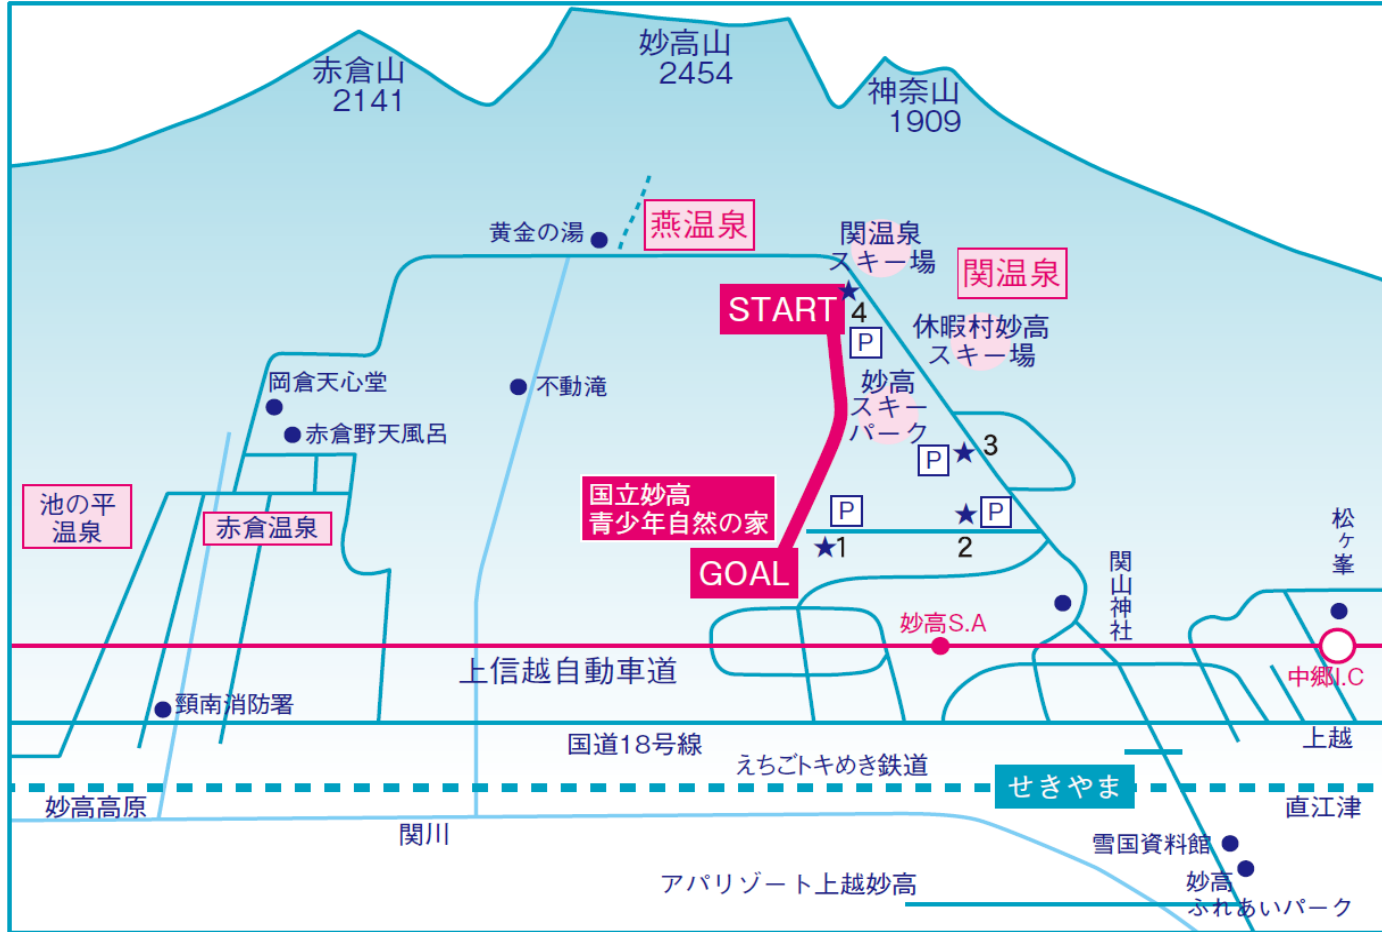 赤倉山
2141
妙高山
2454
神奈山
1909
黄金の湯
燕温泉
関温泉
スキー場
関温泉
START
4
P
休暇村妙高
スキー場
岡倉天心堂
不動滝
妙高
スキー
パーク
赤倉野天風呂
3
P
池の平
温泉
赤倉温泉
国立妙高
青少年自然の家
P
P
1
2
GOAL
松ヶ峯
関山神社
妙高S.A
上信越自動車道
中郷I.C
頸南消防署
国道18号線
上越
えちごトキめき鉄道
せきやま
妙高高原
直江津
関川
雪国資料館
アパリゾート上越妙高
妙高
ふれあいパーク